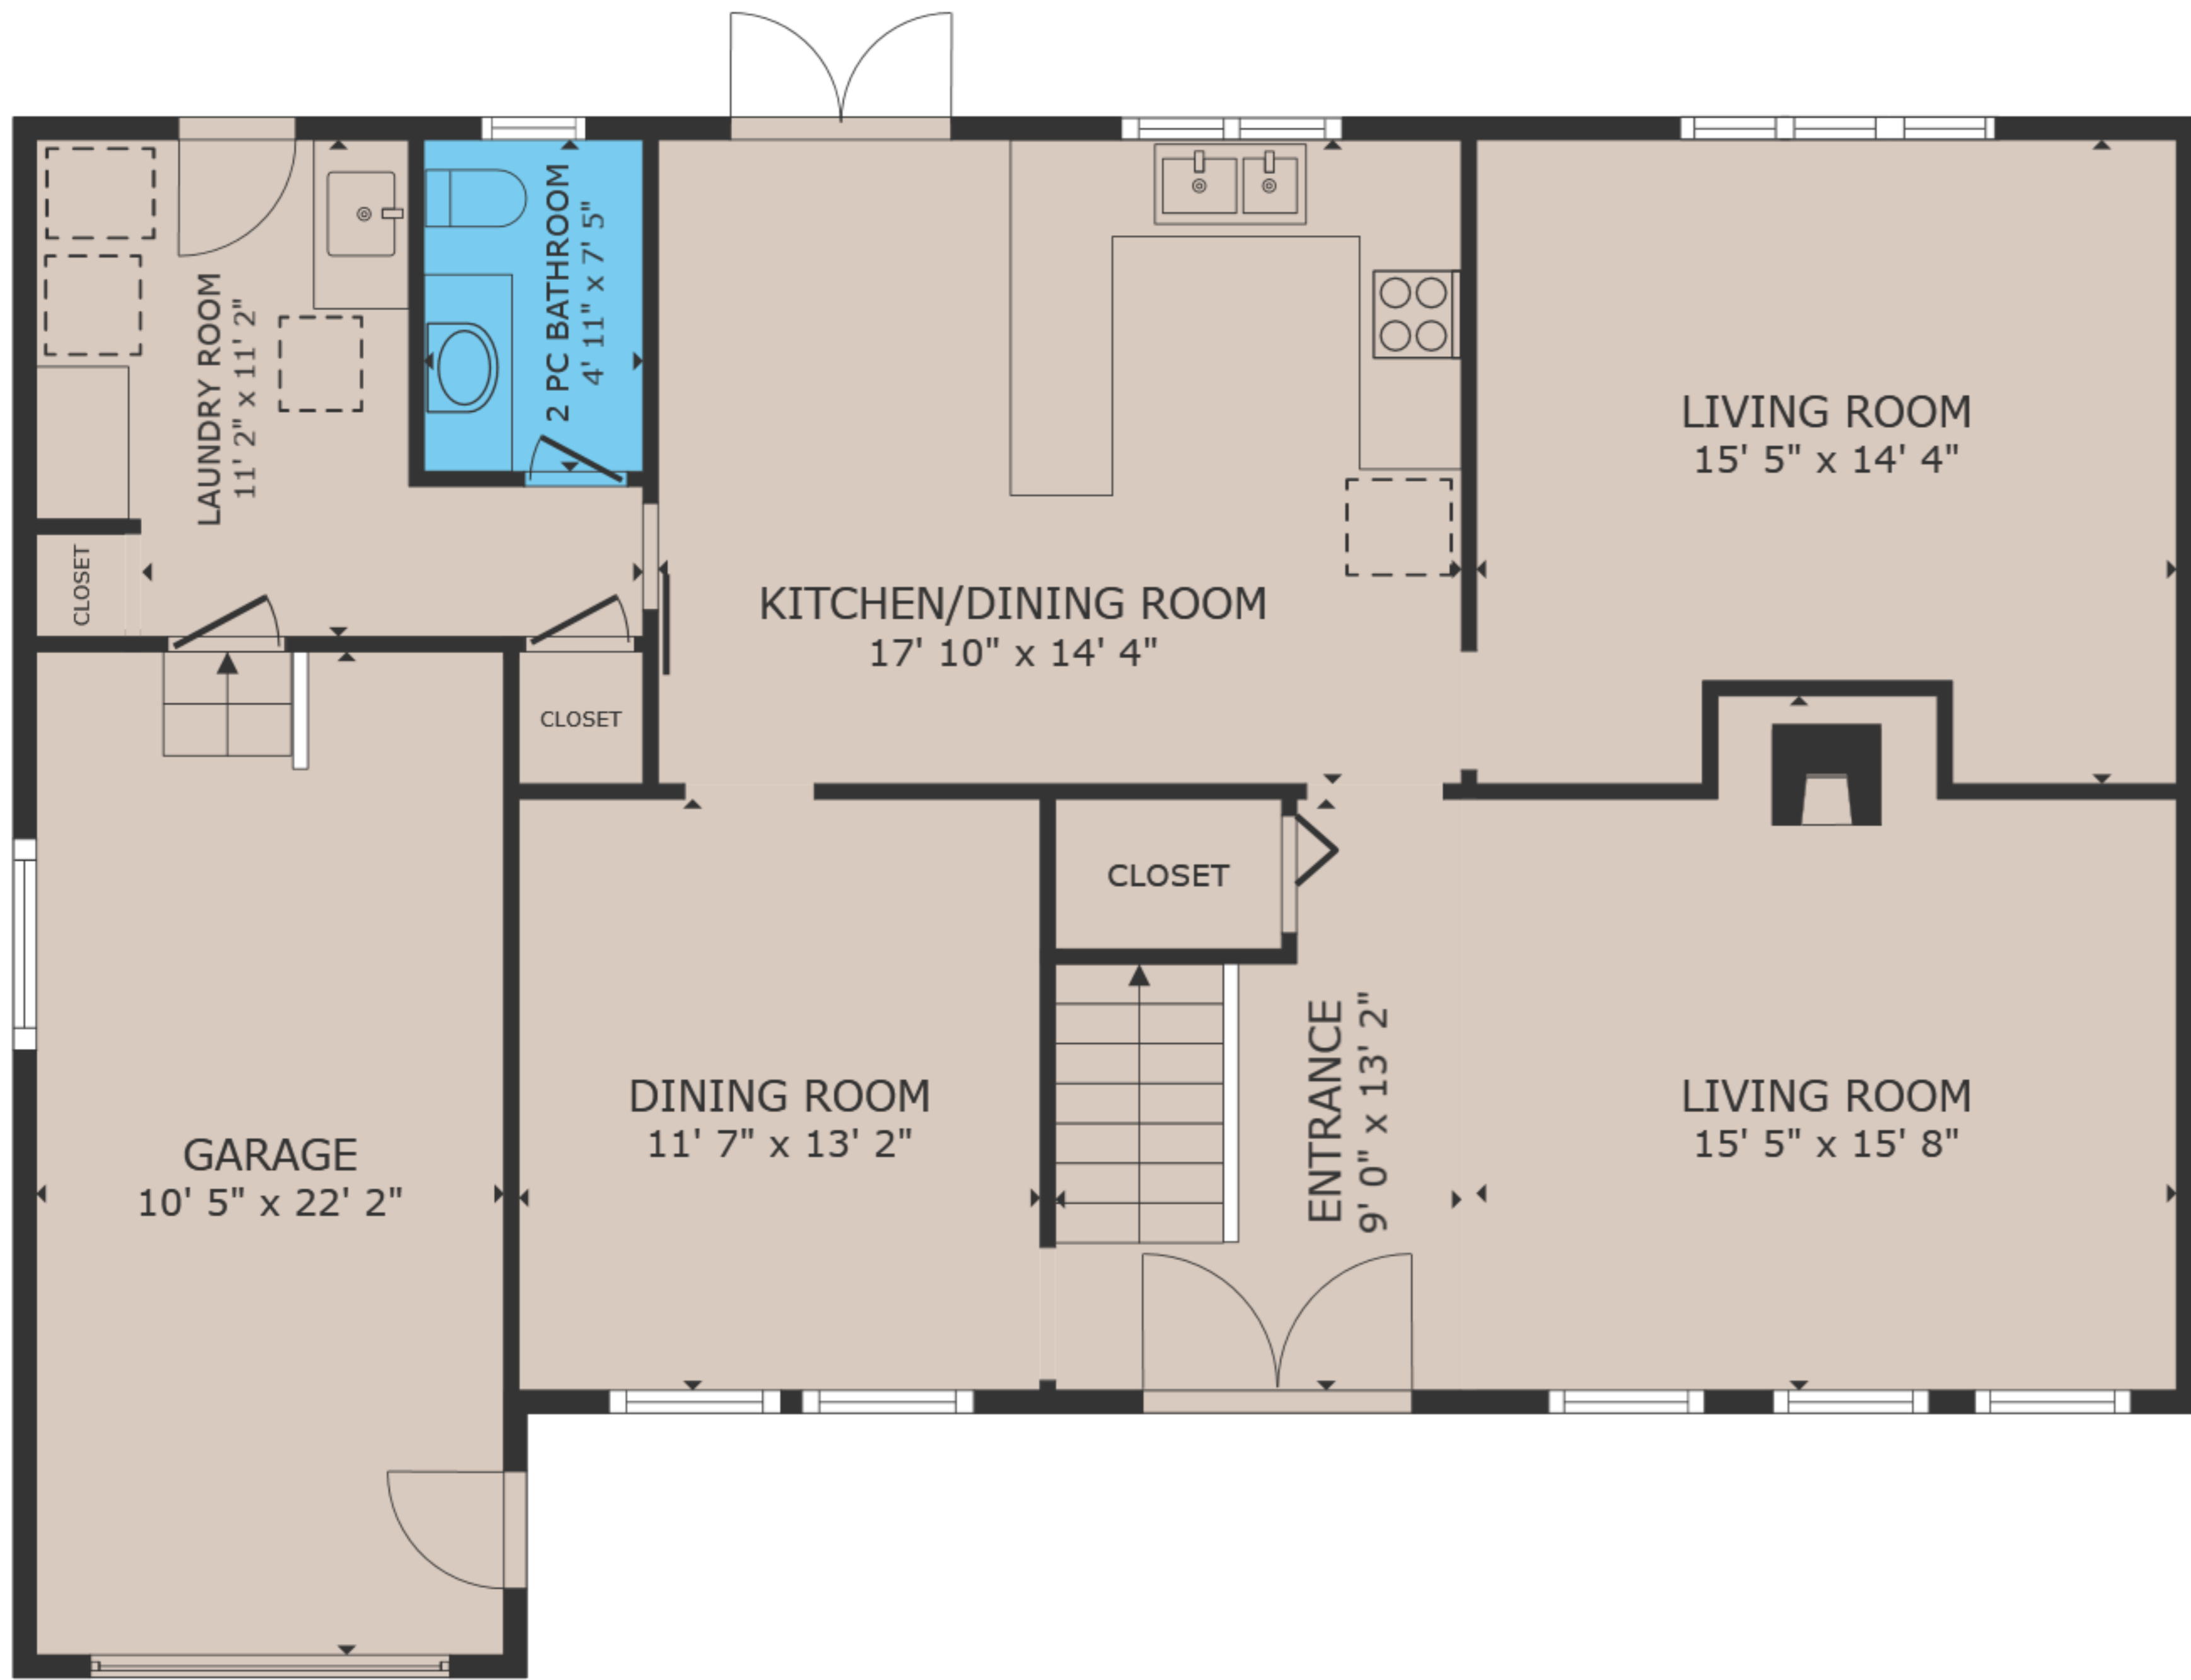 LAUNDRY ROOM
11' 2" x 11' 2"
2 PC BATHROOM
4' 11" x 7' 5"
LIVING ROOM
15' 5" x 14' 4"
CLOSET
KITCHEN/DINING ROOM
17' 10" x 14' 4"
CLOSET
CLOSET
ENTRANCE
9' 0" x 13' 2"
DINING ROOM
11' 7" x 13' 2"
LIVING ROOM
15' 5" x 15' 8"
GARAGE
10' 5" x 22' 2"